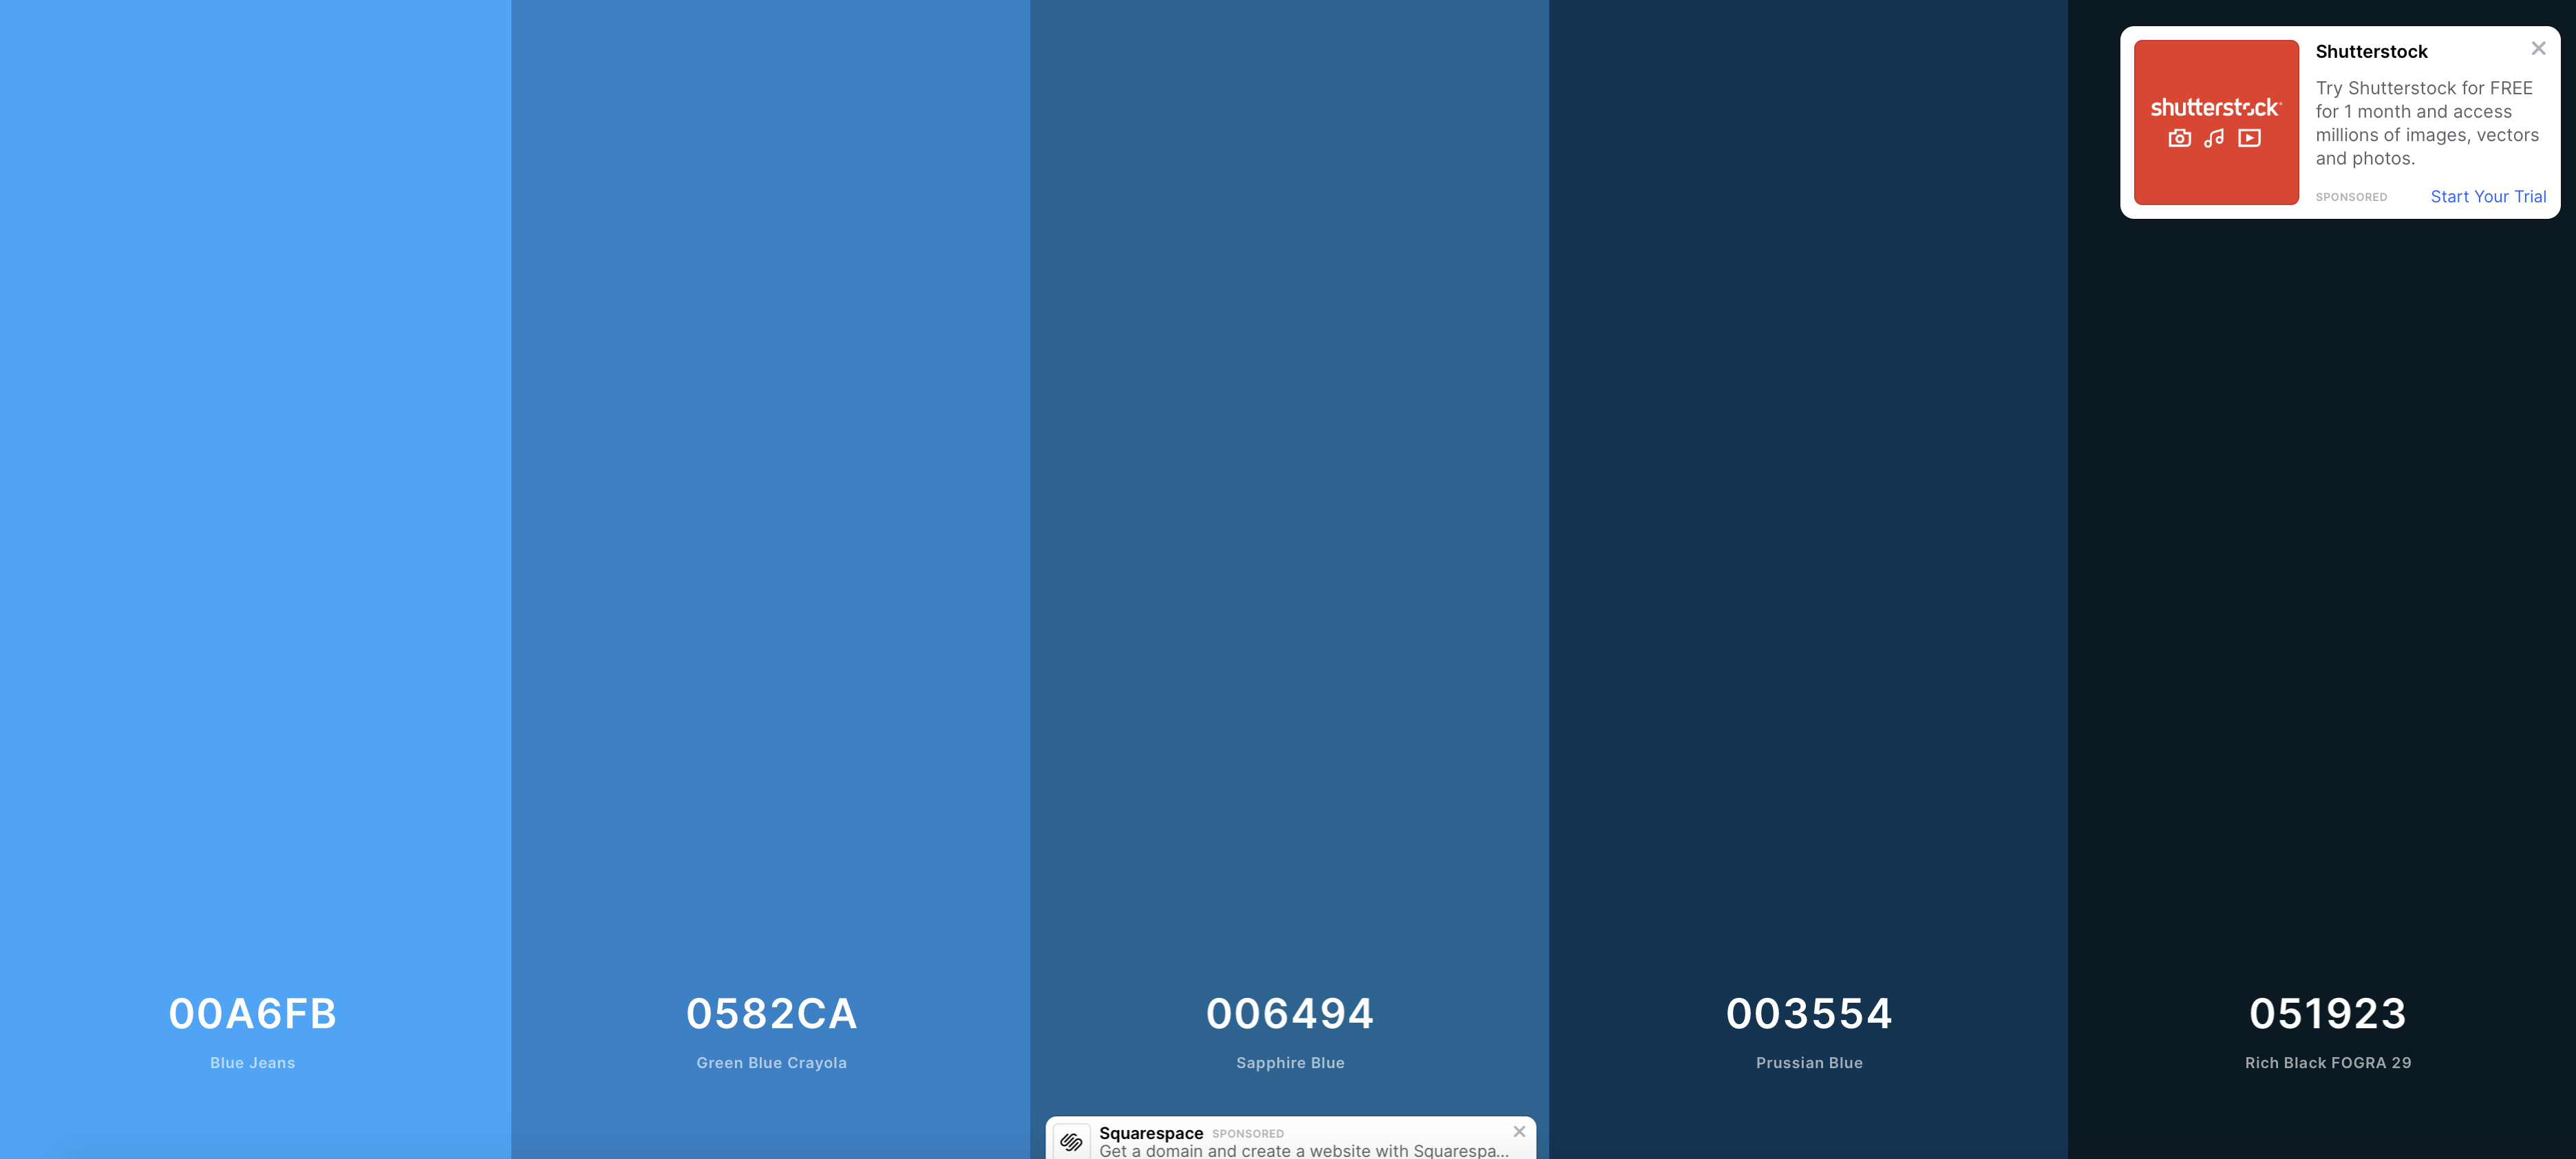 Shutterstock
shutterstock
Try Shutterstock for FREE
for 1 month and access
millions of images, vectors
and photos.
SPONSORED Start Your Trial
00A6FB
Blue Jeans
0582CA
Green Blue Crayola
006494
Sapphire Blue
003554
Prussian Blue
051923
Rich Black FOGRA 29
Squarespace SPONSORED
Get a domain and create a website with Squarespa...